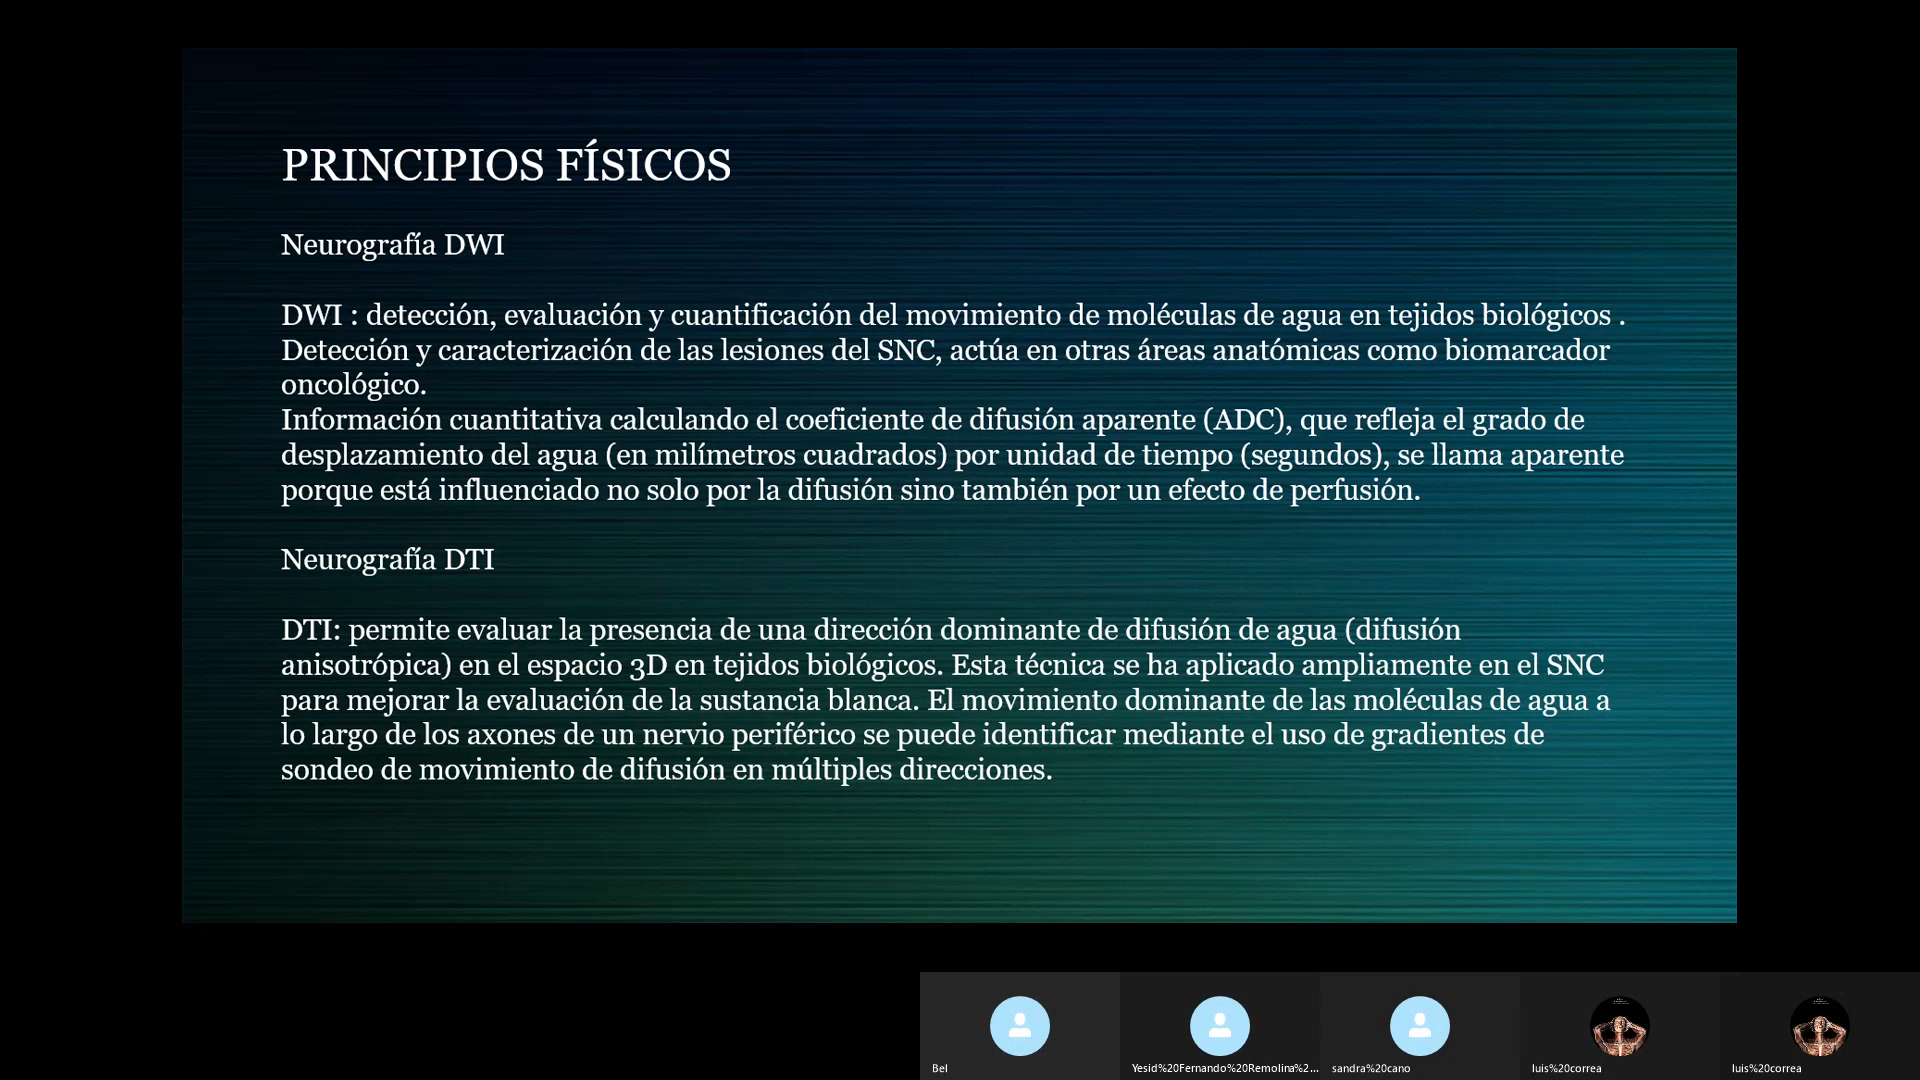 PRINCIPIOS FÍSICOS
Neurografía DWI
DWI : detección, evaluación y cuantificación del movimiento de moléculas de agua en tejidos biológicos .
Detección y caracterización de las lesiones del SNC, actúa en otras áreas anatómicas como biomarcador
oncológico.
Información cuantitativa calculando el coeficiente de difusión aparente (ADC), que refleja el grado de
desplazamiento del agua (en milímetros cuadrados) por unidad de tiempo (segundos), se llama aparente
porque está influenciado no solo por la difusión sino también por un efecto de perfusión.
Neurografía DTI
DTI: permite evaluar la presencia de una dirección dominante de difusión de agua (difusión
anisotrópica) en el espacio 3D en tejidos biológicos. Esta técnica se ha aplicado ampliamente en el SNC
para mejorar la evaluación de la sustancia blanca. El movimiento dominante de las moléculas de agua a
lo largo de los axones de un nervio periférico se puede identificar mediante el uso de gradientes de
sondeo de movimiento de difusión en múltiples direcciones.
Bel
Yesid%20Fernando%20Remolina%2...
sandra%20cano
luis%20correa
luis%20correa